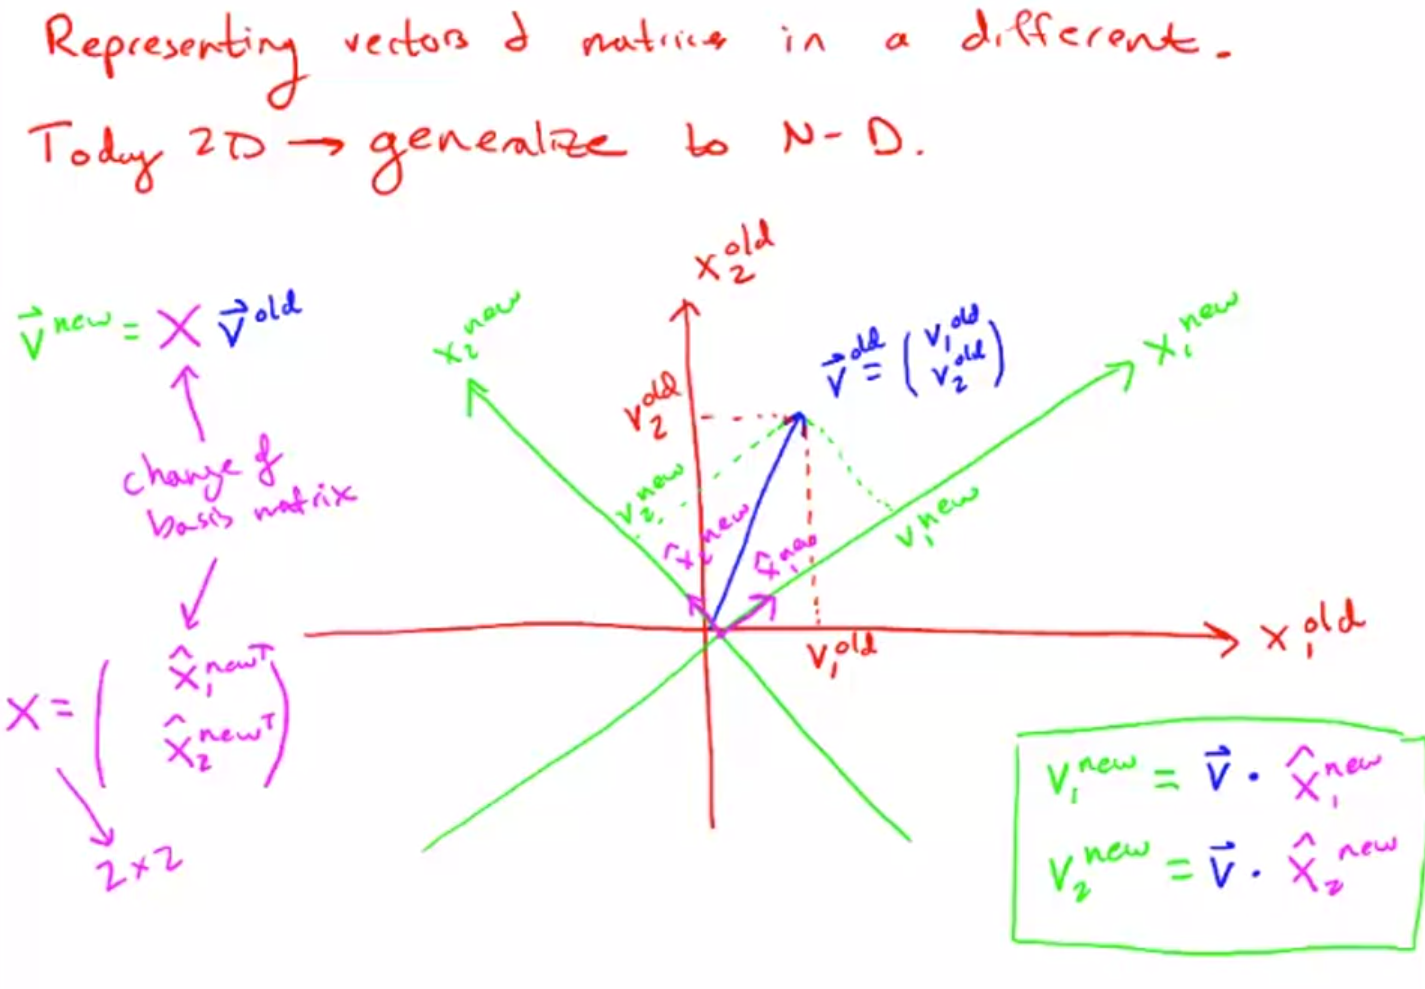 Representing vectors & matrices in a different.
Today 2D → generalize to N-D.
x₂^old
v⃗^new = X v⃗^old
x₂^new
x₁^new
v⃗^old = (v₁^old
v₂^old)
v₂^old
change of
basis matrix
v₂^new
x̂₂^new
x̂₁^new
v₁^new
x₁^old
v₁^old
X = (x̂₁^newT
x̂₂^newT)
2x2
v₁^new = v⃗ · x̂₁^new
v₂^new = v⃗ · x̂₂^new